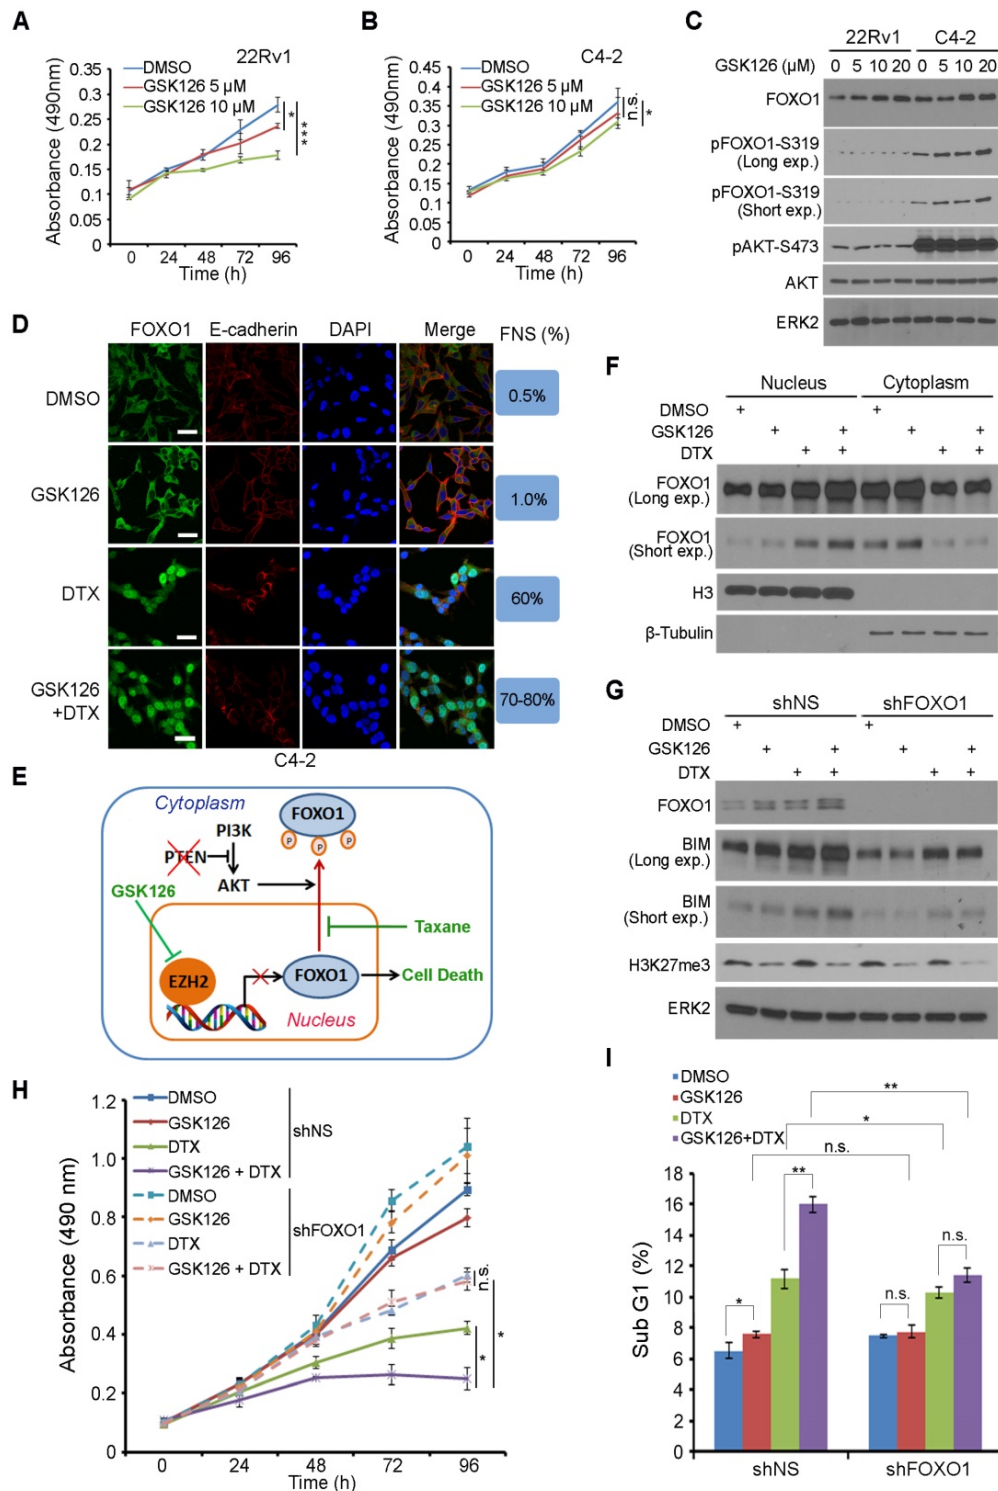 A
22Rv1
DMSO
GSK126 5 µM
GSK126 10 µM
Absorbance (490nm)
0.35
0.3
0.25
0.2
0.15
0.1
0.05
0
*
***
0 24 48 72 96
Time (h)
B
C4-2
DMSO
GSK126 5 µM
GSK126 10 µM
Absorbance (490nm)
0.45
0.4
0.35
0.3
0.25
0.2
0.15
0.1
0.05
0
n.s.
*
0 24 48 72 96
Time (h)
C
22Rv1 C4-2
GSK126 (µM) 0 5 10 20 0 5 10 20
FOXO1
pFOXO1-S319
(Long exp.)
pFOXO1-S319
(Short exp.)
pAKT-S473
AKT
ERK2
D
FOXO1 E-cadherin DAPI Merge FNS (%)
DMSO 0.5%
GSK126 1.0%
DTX 60%
GSK126
+DTX 70-80%
C4-2
E
Cytoplasm
FOXO1
P P P
PI3K
PTEN
AKT
GSK126
Taxane
EZH2
FOXO1
Cell Death
Nucleus
F
Nucleus Cytoplasm
DMSO + +
GSK126 + + + +
DTX + + + +
FOXO1
(Long exp.)
FOXO1
(Short exp.)
H3
β-Tubulin
G
shNS shFOXO1
DMSO + +
GSK126 + + + +
DTX + + + +
FOXO1
BIM
(Long exp.)
BIM
(Short exp.)
H3K27me3
ERK2
H
DMSO
GSK126
DTX
GSK126 + DTX
shNS
DMSO
GSK126
DTX
GSK126 + DTX
shFOXO1
Absorbance (490 nm)
1.2
1.0
0.8
0.6
0.4
0.2
0
n.s.
*
*
0 24 48 72 96
Time (h)
I
DMSO
GSK126
DTX
GSK126+DTX
**
*
n.s.
**
n.s.
*
n.s.
Sub G1 (%)
18
16
14
12
10
8
6
4
2
0
shNS shFOXO1